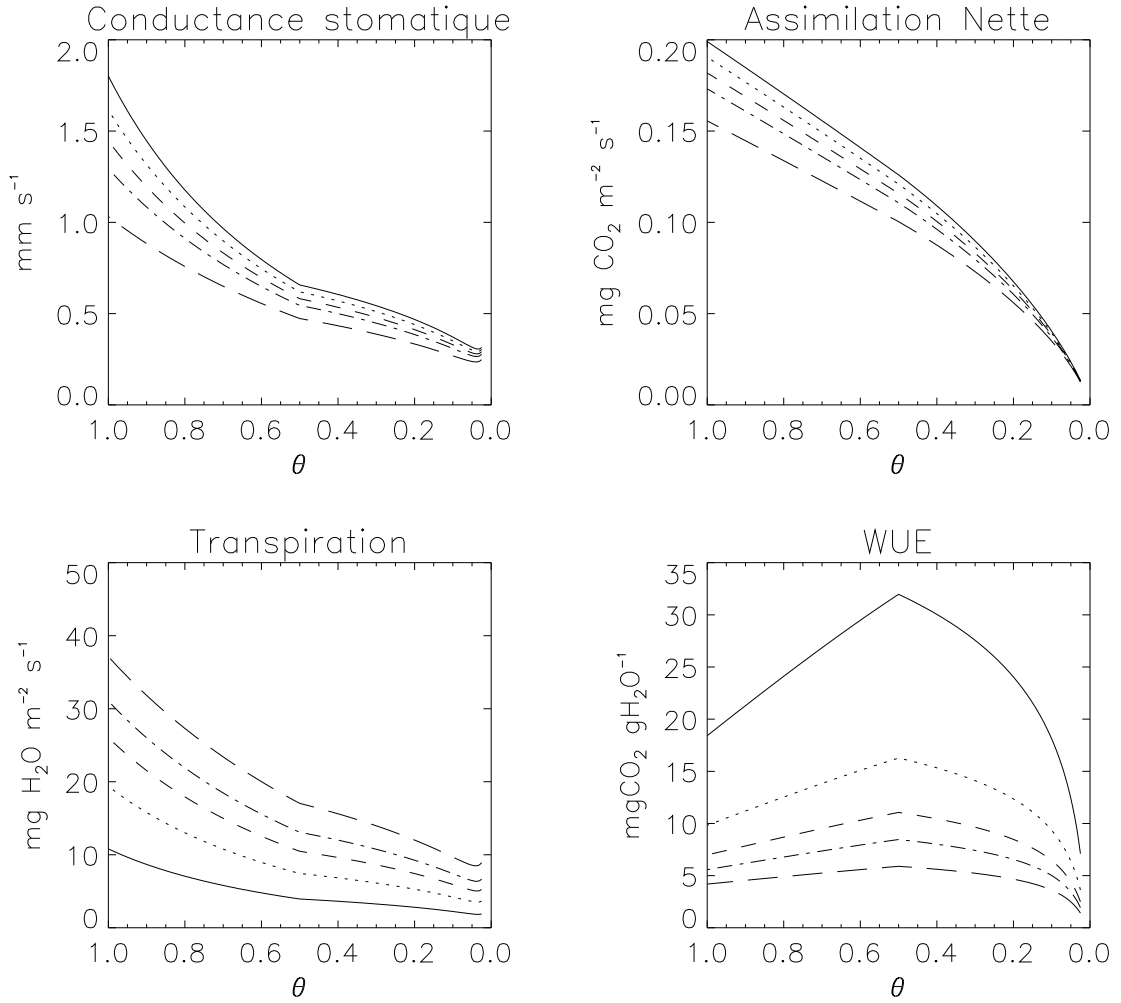 Conductance stomatique
2.0
1.5
1.0
0.5
0.0
mm s⁻¹
1.0 0.8 0.6 0.4 0.2 0.0
θ
Assimilation Nette
0.20
0.15
0.10
0.05
0.00
mg CO₂ m⁻² s⁻¹
1.0 0.8 0.6 0.4 0.2 0.0
θ
Transpiration
50
40
30
20
10
0
mg H₂O m⁻² s⁻¹
1.0 0.8 0.6 0.4 0.2 0.0
θ
WUE
35
30
25
20
15
10
5
0
mgCO₂ gH₂O⁻¹
1.0 0.8 0.6 0.4 0.2 0.0
θ